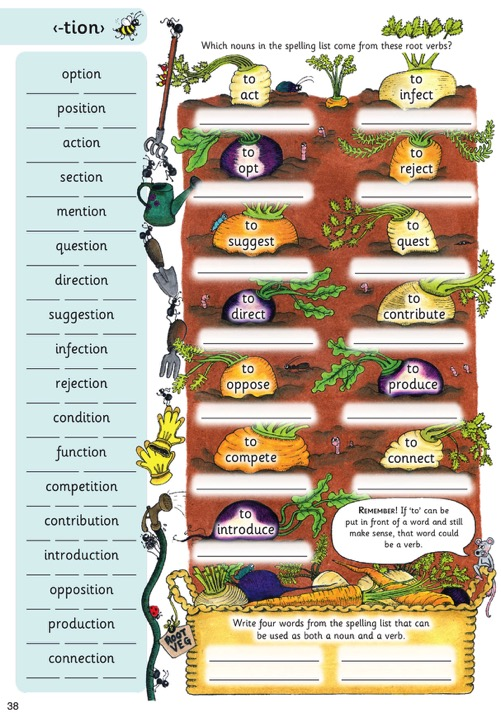 ‹-tion›
option
position
action
section
mention
question
direction
suggestion
infection
rejection
condition
function
competition
contribution
introduction
opposition
production
connection
Which nouns in the spelling list come from these root verbs?
to
act
to
infect
to
opt
to
reject
to
suggest
to
quest
to
direct
to
contribute
to
oppose
to
produce
to
compete
to
connect
to
introduce
REMEMBER! If ‘to’ can be
put in front of a word and still
make sense, that word could
be a verb.
ROOT
VEG
Write four words from the spelling list that can
be used as both a noun and a verb.
38